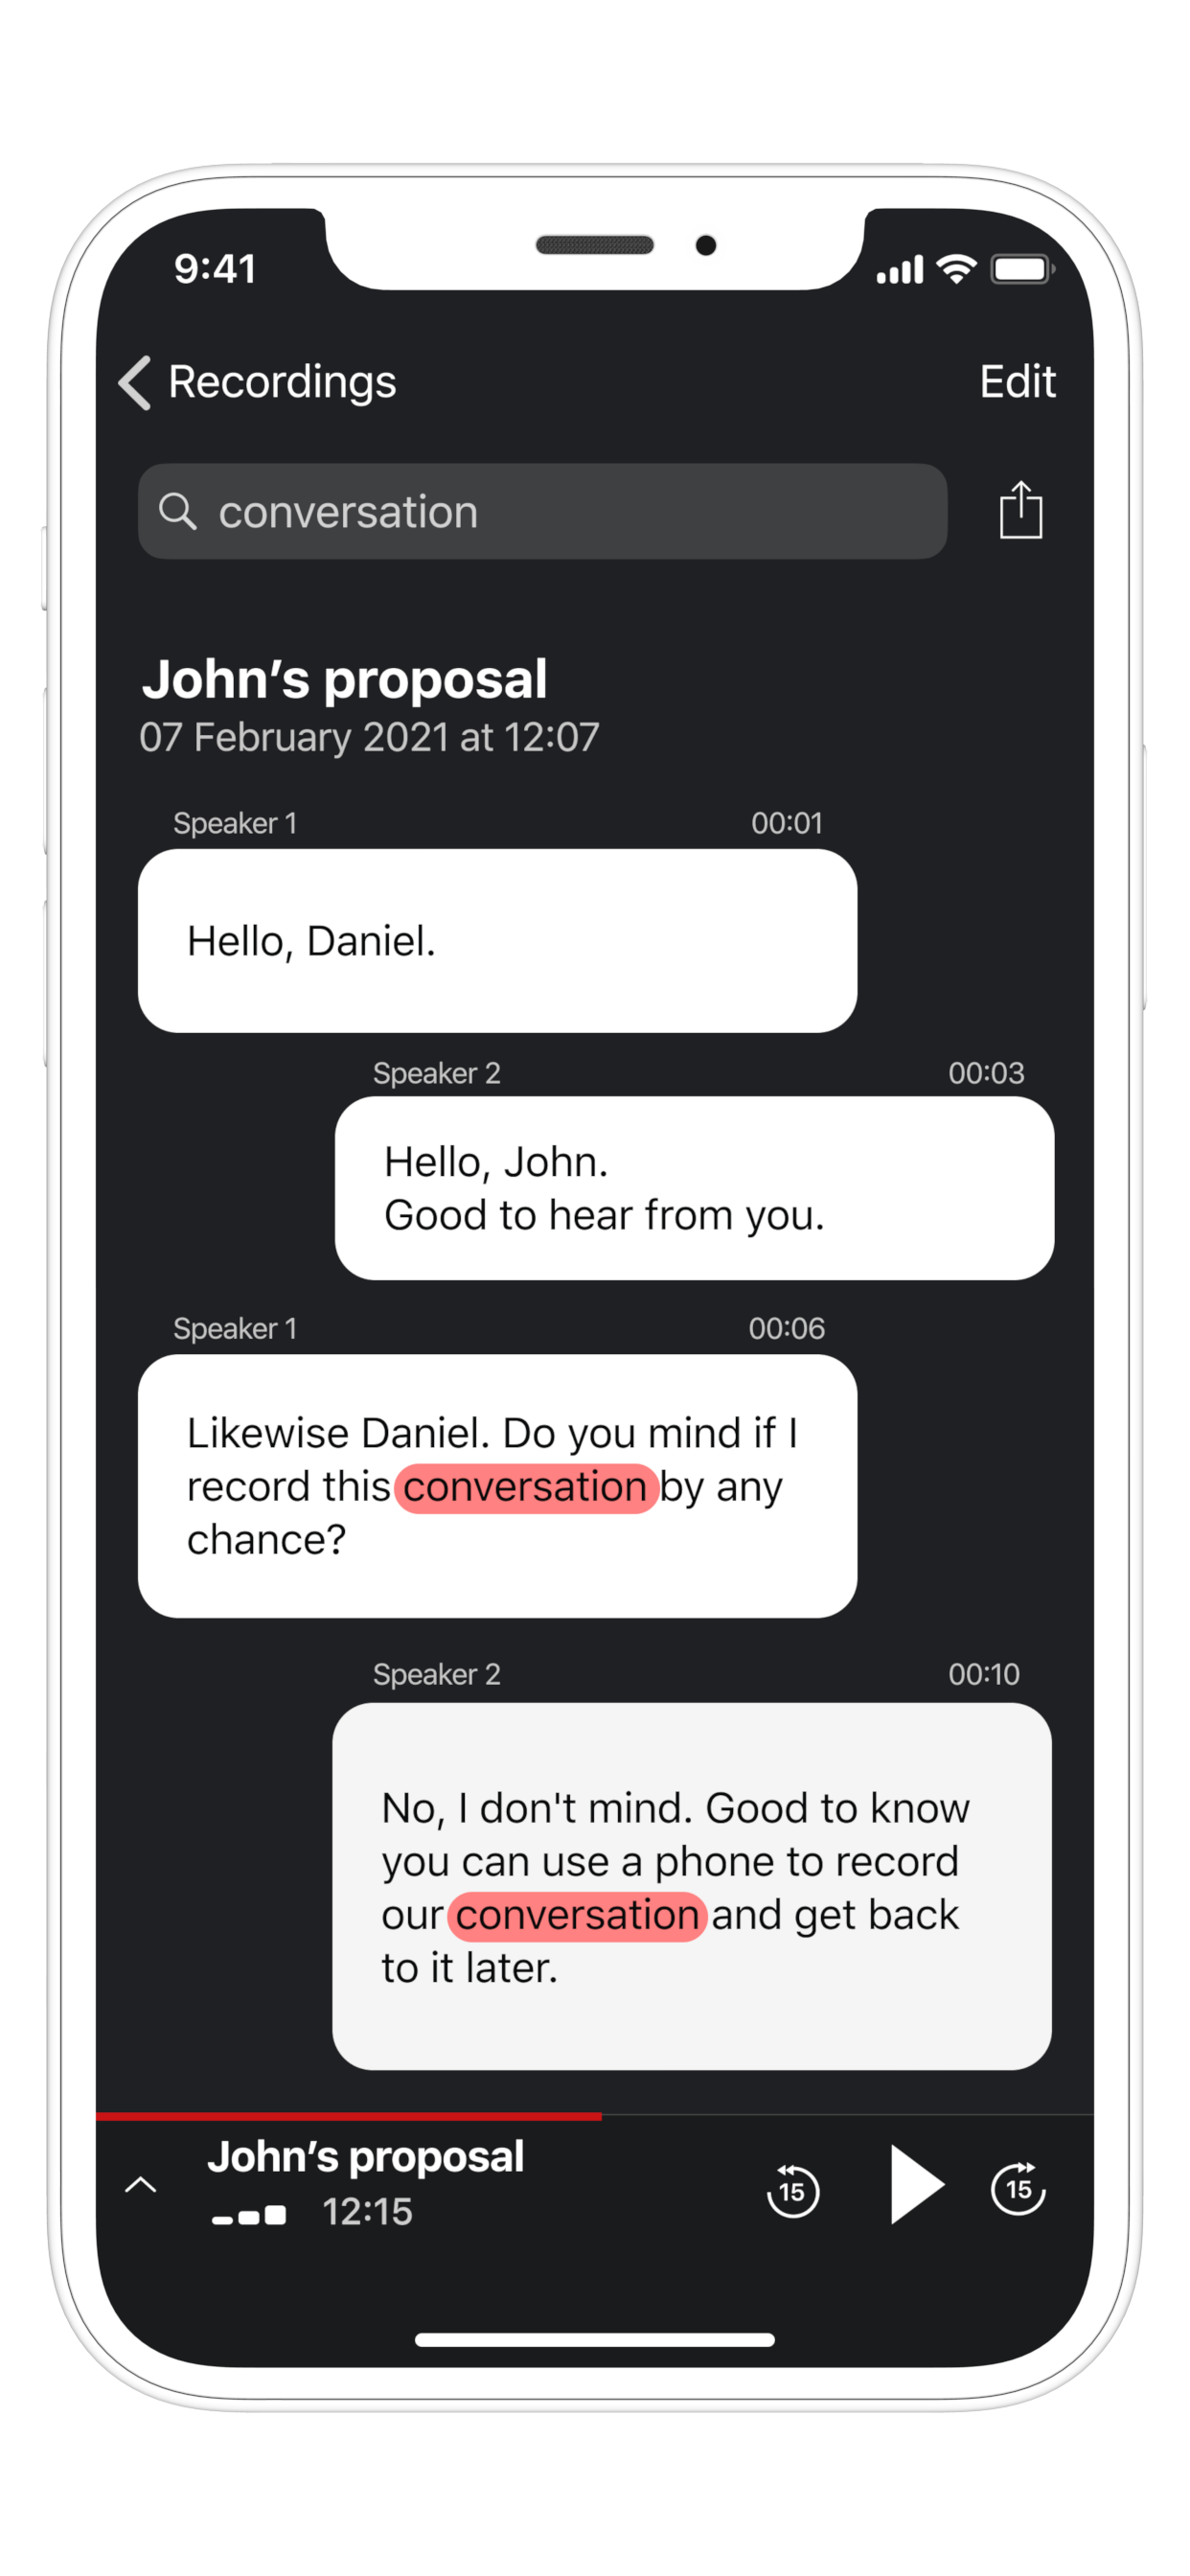 9:41
Recordings
Edit
conversation
John’s proposal
07 February 2021 at 12:07
Speaker 1 00:01
Hello, Daniel.
Speaker 2 00:03
Hello, John.
Good to hear from you.
Speaker 1 00:06
Likewise Daniel. Do you mind if I
record this conversation by any
chance?
Speaker 2 00:10
No, I don't mind. Good to know
you can use a phone to record
our conversation and get back
to it later.
John’s proposal
12:15
15
15